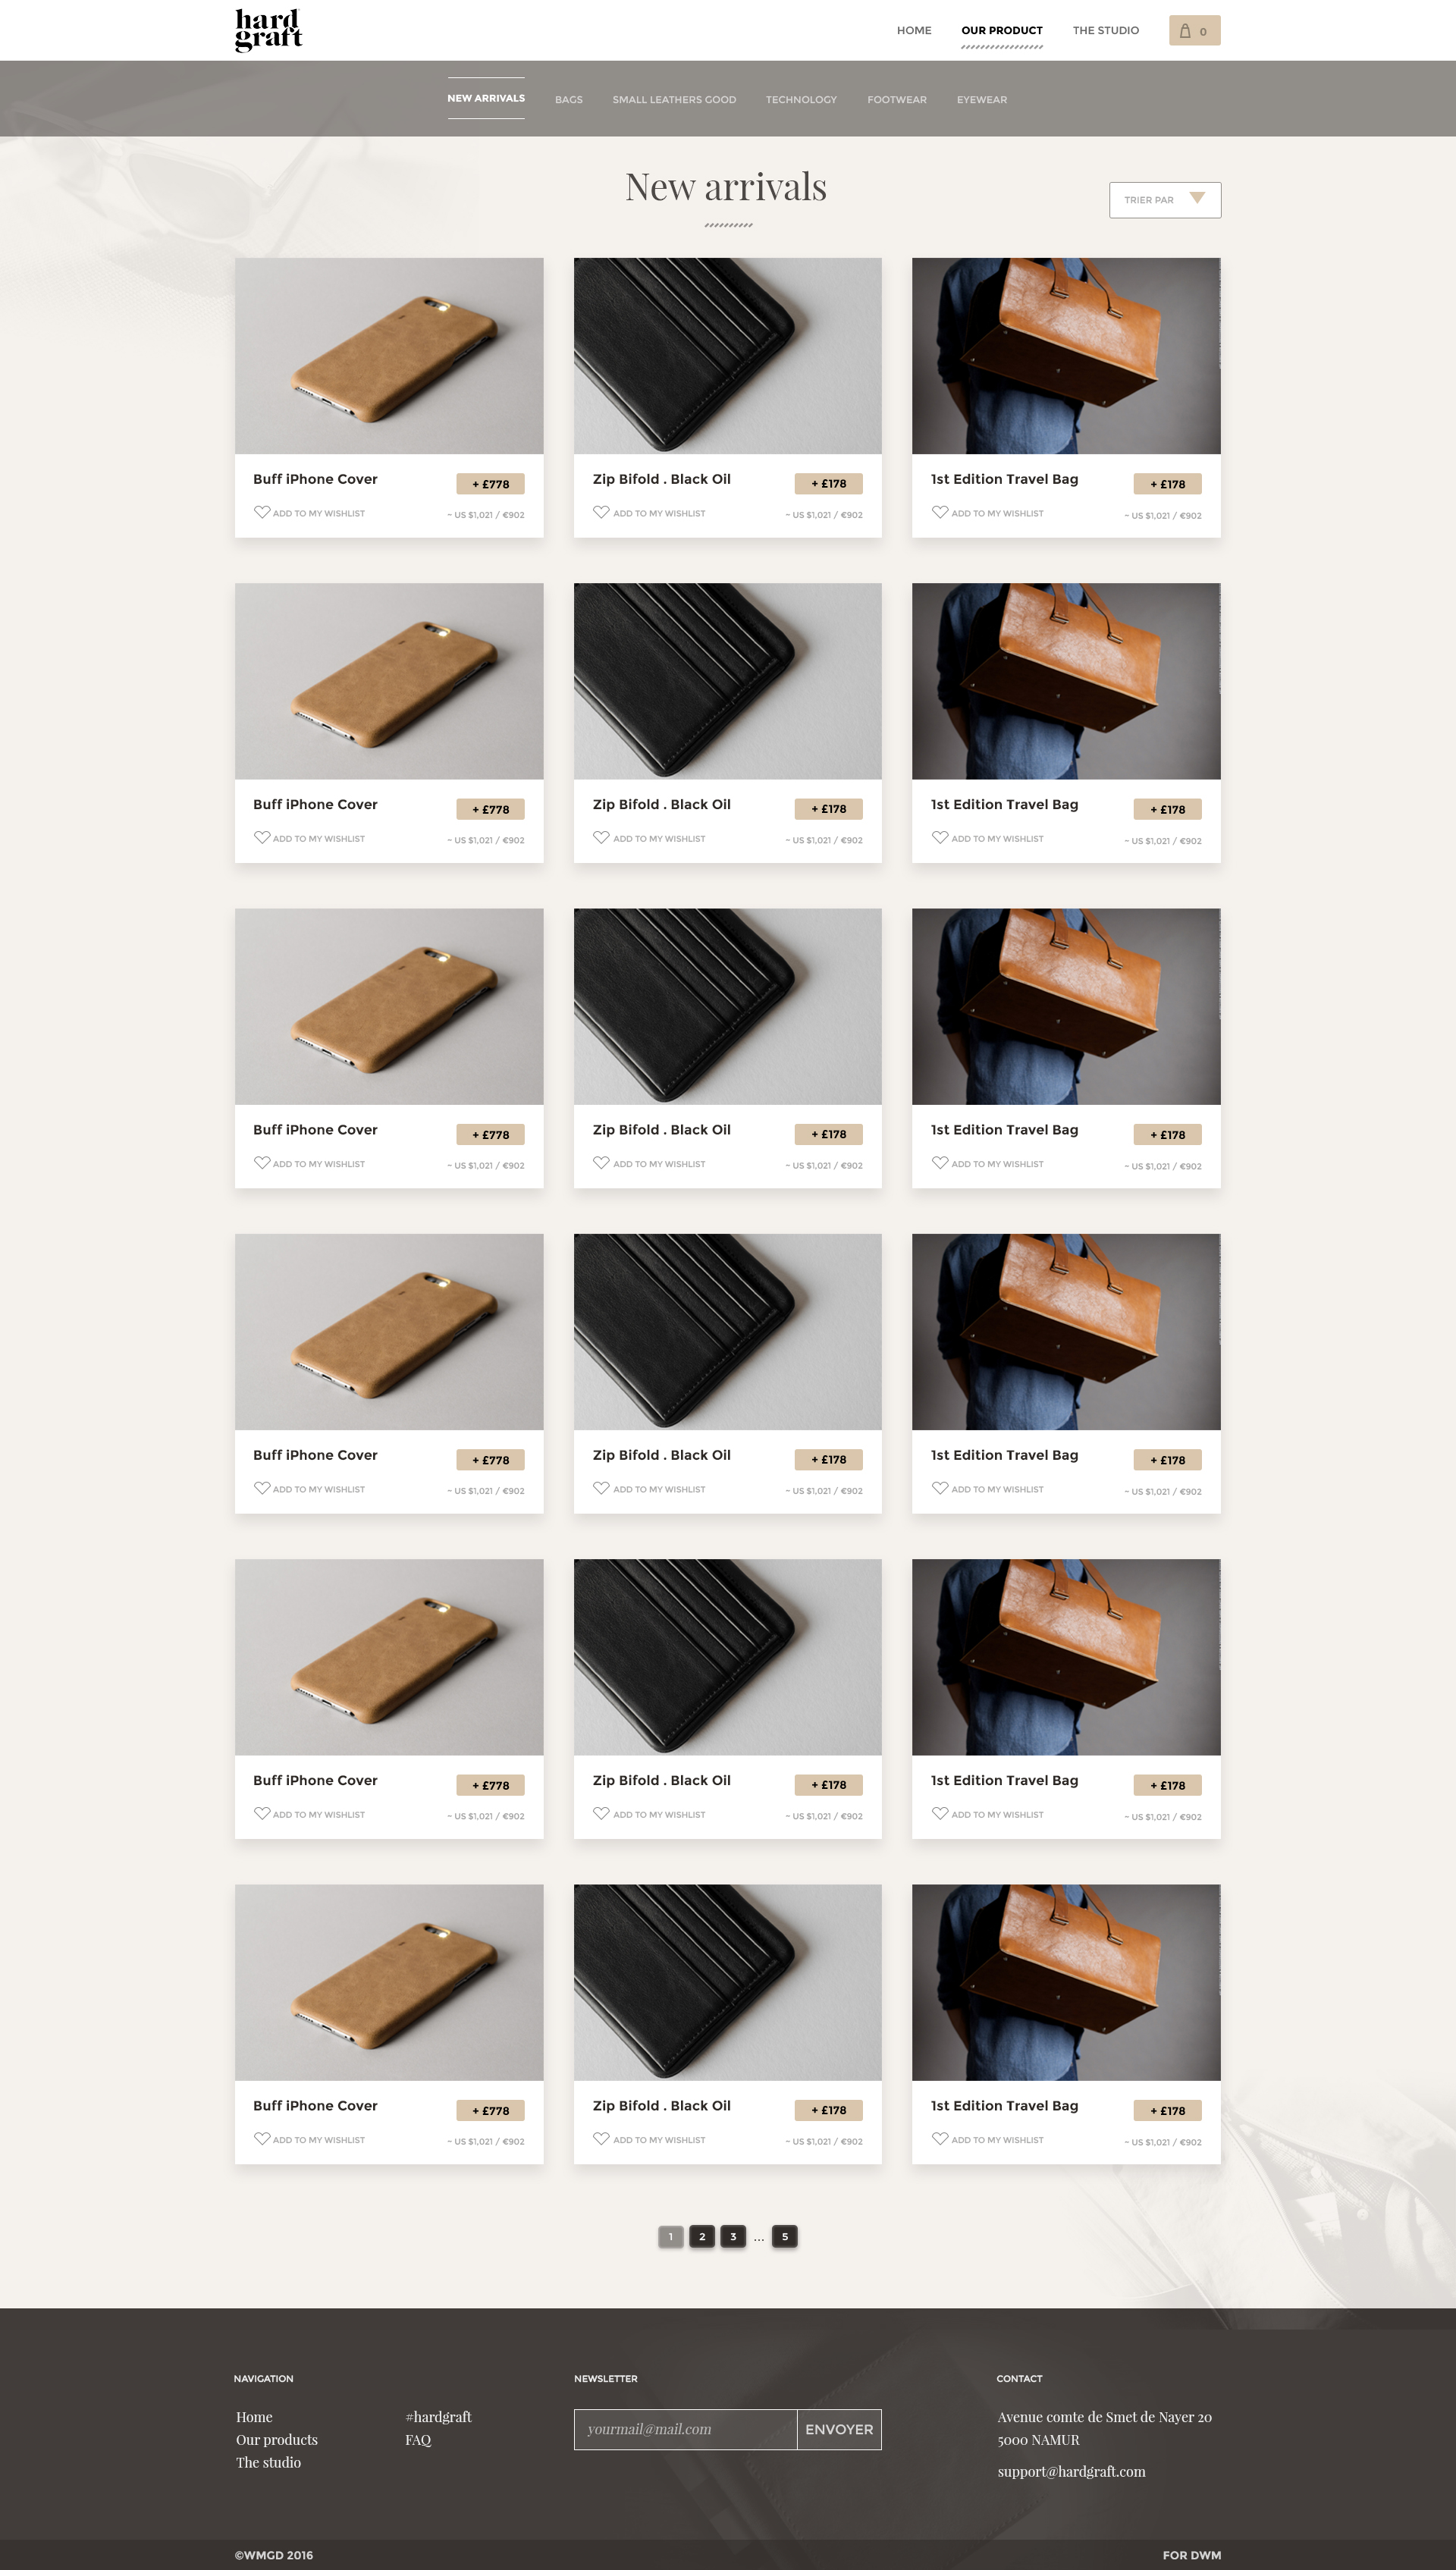 hard
graft
HOME OUR PRODUCT THE STUDIO 0
NEW ARRIVALS BAGS SMALL LEATHERS GOOD TECHNOLOGY FOOTWEAR EYEWEAR
New arrivals
TRIER PAR
Buff iPhone Cover + £778
ADD TO MY WISHLIST ~ US $1,021 / €902
Zip Bifold . Black Oil + £178
ADD TO MY WISHLIST ~ US $1,021 / €902
1st Edition Travel Bag + £178
ADD TO MY WISHLIST ~ US $1,021 / €902
Buff iPhone Cover + £778
ADD TO MY WISHLIST ~ US $1,021 / €902
Zip Bifold . Black Oil + £178
ADD TO MY WISHLIST ~ US $1,021 / €902
1st Edition Travel Bag + £178
ADD TO MY WISHLIST ~ US $1,021 / €902
Buff iPhone Cover + £778
ADD TO MY WISHLIST ~ US $1,021 / €902
Zip Bifold . Black Oil + £178
ADD TO MY WISHLIST ~ US $1,021 / €902
1st Edition Travel Bag + £178
ADD TO MY WISHLIST ~ US $1,021 / €902
Buff iPhone Cover + £778
ADD TO MY WISHLIST ~ US $1,021 / €902
Zip Bifold . Black Oil + £178
ADD TO MY WISHLIST ~ US $1,021 / €902
1st Edition Travel Bag + £178
ADD TO MY WISHLIST ~ US $1,021 / €902
Buff iPhone Cover + £778
ADD TO MY WISHLIST ~ US $1,021 / €902
Zip Bifold . Black Oil + £178
ADD TO MY WISHLIST ~ US $1,021 / €902
1st Edition Travel Bag + £178
ADD TO MY WISHLIST ~ US $1,021 / €902
Buff iPhone Cover + £778
ADD TO MY WISHLIST ~ US $1,021 / €902
Zip Bifold . Black Oil + £178
ADD TO MY WISHLIST ~ US $1,021 / €902
1st Edition Travel Bag + £178
ADD TO MY WISHLIST ~ US $1,021 / €902
1 2 3 ... 5
NAVIGATION
Home
Our products
The studio
#hardgraft
FAQ
NEWSLETTER
yourmail@mail.com ENVOYER
CONTACT
Avenue comte de Smet de Nayer 20
5000 NAMUR
support@hardgraft.com
©WMGD 2016 FOR DWM